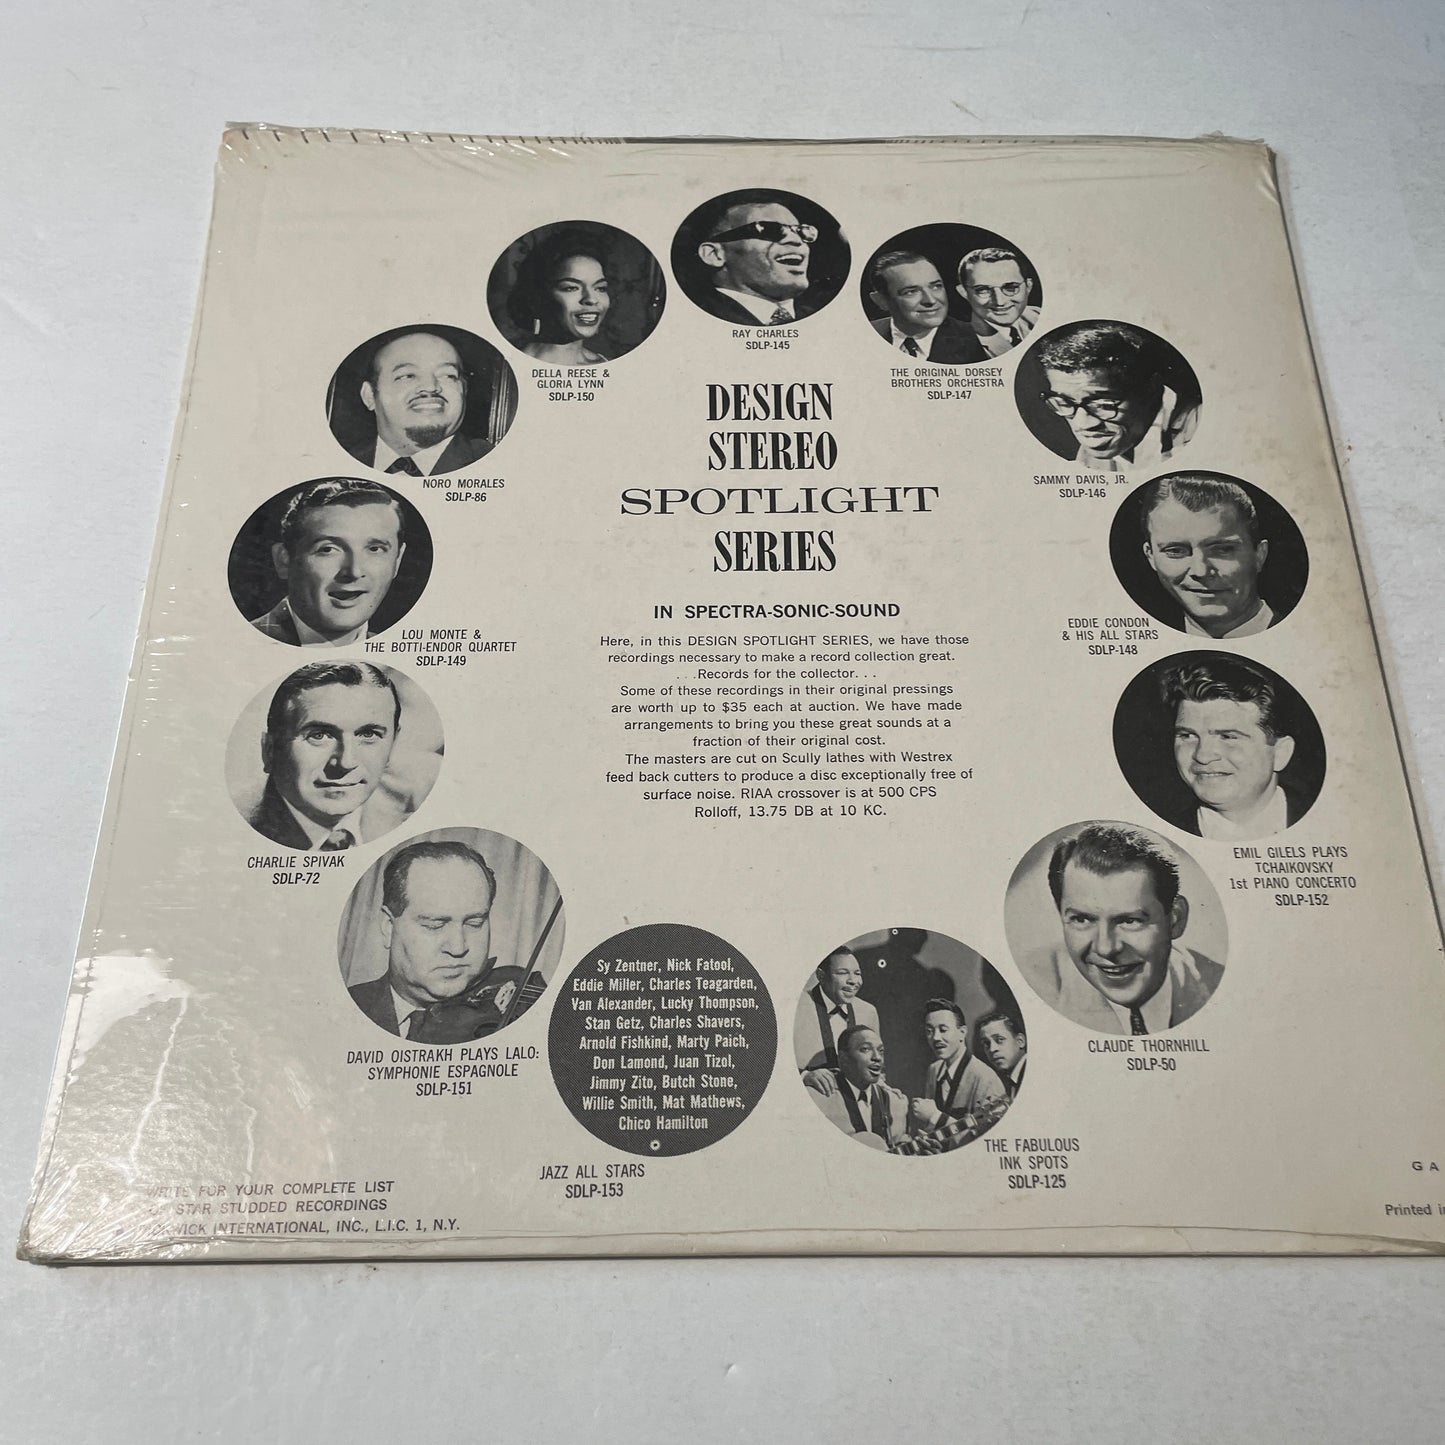 RAY CHARLES
SDLP-145
DELLA REESE &
GLORIA LYNN
SDLP-150
THE ORIGINAL DORSEY
BROTHERS ORCHESTRA
SDLP-147
NORO MORALES
SDLP-86
SAMMY DAVIS, JR.
SDLP-146
DESIGN
STEREO
SPOTLIGHT
SERIES
LOU MONTE &
THE BOTTI-ENDOR QUARTET
SDLP-149
EDDIE CONDON
& HIS ALL STARS
SDLP-148
IN SPECTRA-SONIC-SOUND
Here, in this DESIGN SPOTLIGHT SERIES, we have those
recordings necessary to make a record collection great.
. . .Records for the collector. . .
Some of these recordings in their original pressings
are worth up to $35 each at auction. We have made
arrangements to bring you these great sounds at a
fraction of their original cost.
The masters are cut on Scully lathes with Westrex
feed back cutters to produce a disc exceptionally free of
surface noise. RIAA crossover is at 500 CPS
Rolloff, 13.75 DB at 10 KC.
CHARLIE SPIVAK
SDLP-72
EMIL GILELS PLAYS
TCHAIKOVSKY
1st PIANO CONCERTO
SDLP-152
DAVID OISTRAKH PLAYS LALO:
SYMPHONIE ESPAGNOLE
SDLP-151
Sy Zentner, Nick Fatool,
Eddie Miller, Charles Teagarden,
Van Alexander, Lucky Thompson,
Stan Getz, Charles Shavers,
Arnold Fishkind, Marty Paich,
Don Lamond, Juan Tizol,
Jimmy Zito, Butch Stone,
Willie Smith, Mat Mathews,
Chico Hamilton
JAZZ ALL STARS
SDLP-153
CLAUDE THORNHILL
SDLP-50
THE FABULOUS
INK SPOTS
SDLP-125
WRITE FOR YOUR COMPLETE LIST
OF STAR STUDDED RECORDINGS
INTERNATIONAL, INC., L.I.C. 1, N.Y.
G A
Printed in